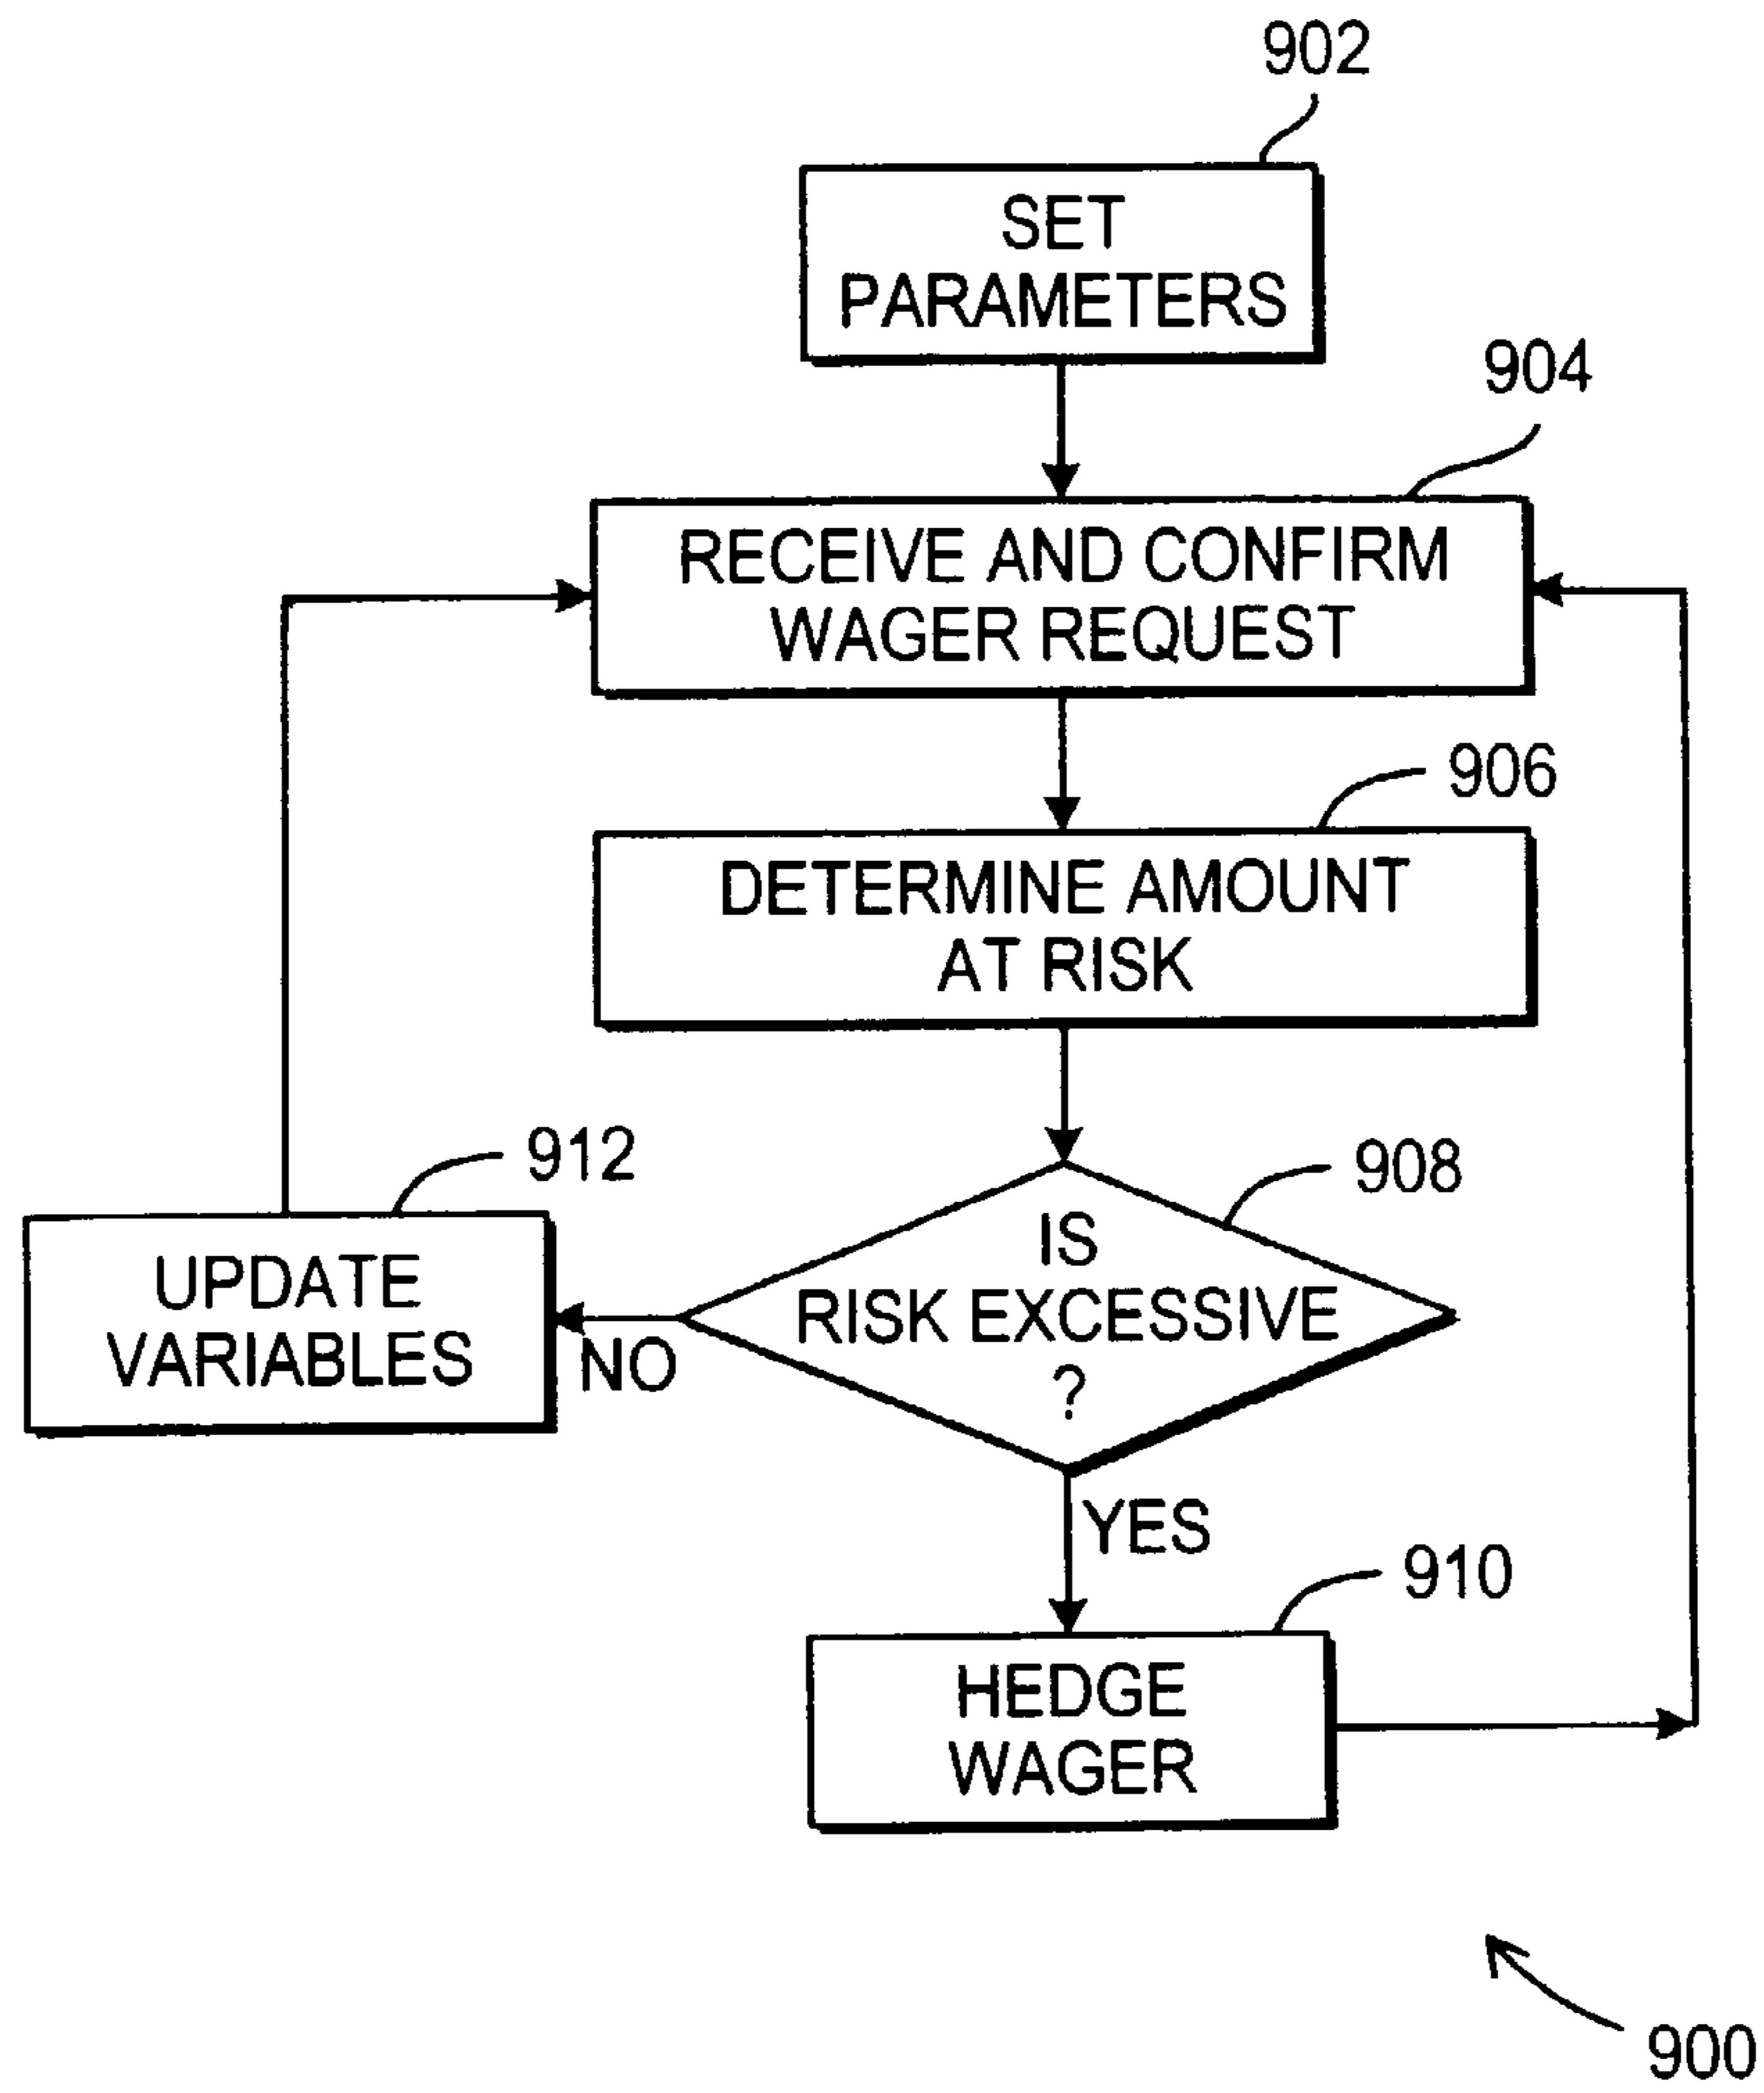 902
SET
PARAMETERS
904
RECEIVE AND CONFIRM
WAGER REQUEST
906
DETERMINE AMOUNT
AT RISK
912
908
UPDATE
VARIABLES
NO
IS
RISK EXCESSIVE
?
YES
910
HEDGE
WAGER
900